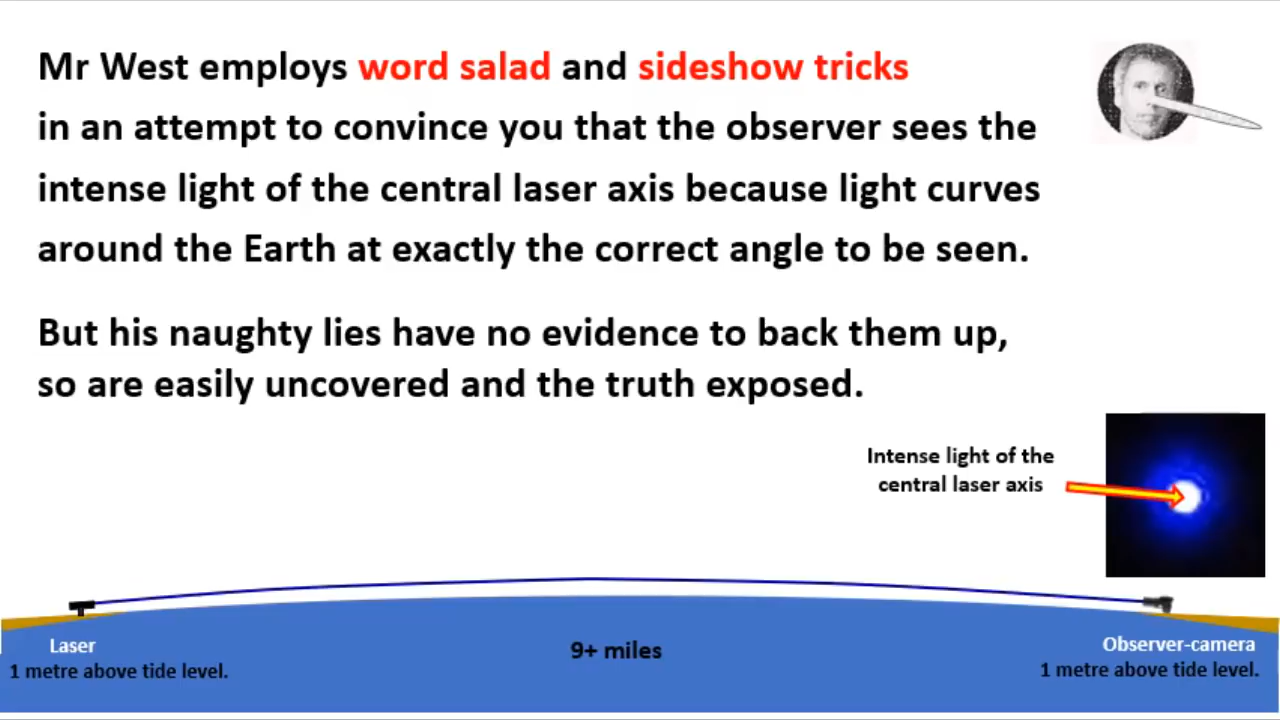 Mr West employs word salad and sideshow tricks
in an attempt to convince you that the observer sees the
intense light of the central laser axis because light curves
around the Earth at exactly the correct angle to be seen.
But his naughty lies have no evidence to back them up,
so are easily uncovered and the truth exposed.
Intense light of the
central laser axis
Laser
1 metre above tide level.
9+ miles
Observer-camera
1 metre above tide level.